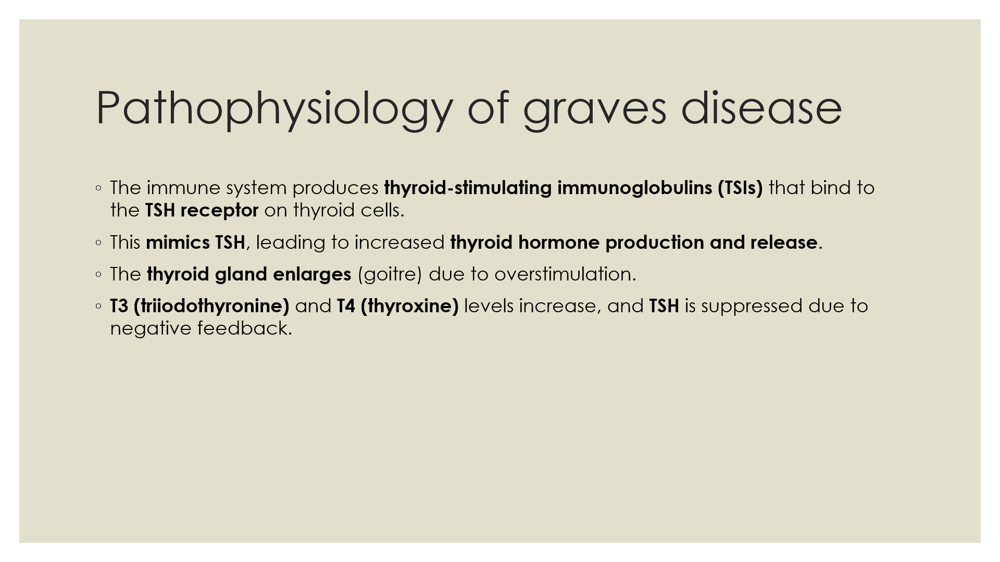 Pathophysiology of graves disease
◦ The immune system produces thyroid-stimulating immunoglobulins (TSIs) that bind to
the TSH receptor on thyroid cells.
◦ This mimics TSH, leading to increased thyroid hormone production and release.
◦ The thyroid gland enlarges (goitre) due to overstimulation.
◦ T3 (triiodothyronine) and T4 (thyroxine) levels increase, and TSH is suppressed due to
negative feedback.